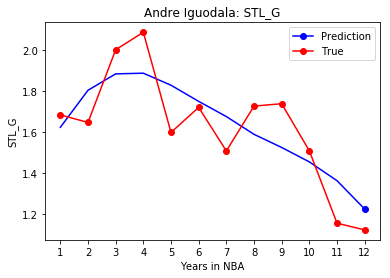 Andre Iguodala: STL_G
Prediction
True
STL_G
2.0
1.8
1.6
1.4
1.2
1 2 3 4 5 6 7 8 9 10 11 12
Years in NBA